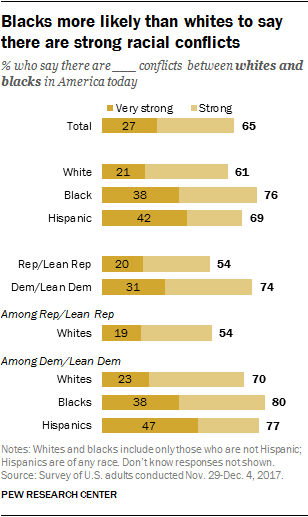 Blacks more likely than whites to say
there are strong racial conflicts
% who say there are ___ conflicts between whites and
blacks in America today
Very strong Strong
Total 27 65
White 21 61
Black 38 76
Hispanic 42 69
Rep/Lean Rep 20 54
Dem/Lean Dem 31 74
Among Rep/Lean Rep
Whites 19 54
Among Dem/Lean Dem
Whites 23 70
Blacks 38 80
Hispanics 47 77
Notes: Whites and blacks include only those who are not Hispanic;
Hispanics are of any race. Don't know responses not shown.
Source: Survey of U.S. adults conducted Nov. 29-Dec. 4, 2017.
PEW RESEARCH CENTER